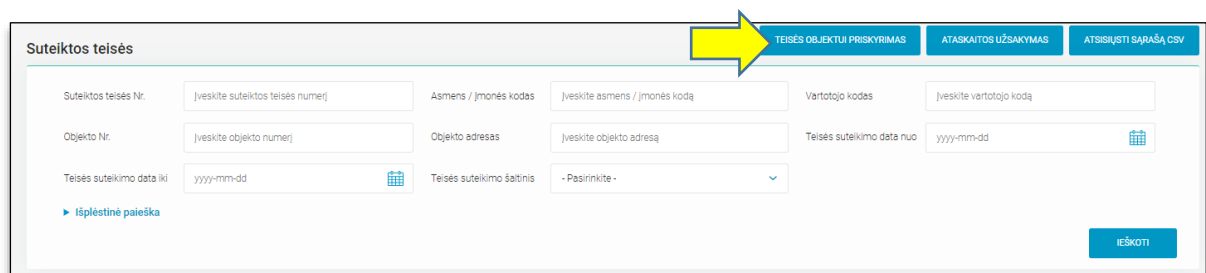 Suteiktos teisės
TEISĖS OBJEKTUI PRISKYRIMAS
ATASKAITOS UŽSAKYMAS
ATSISIŲSTI SĄRAŠĄ CSV
Suteiktos teisės Nr. Įveskite suteiktos teisės numerį Asmens / Įmonės kodas Įveskite asmens / įmonės kodą Vartotojo kodas Įveskite vartotojo kodą
Objekto Nr. Įveskite objekto numerį Objekto adresas Įveskite objekto adresą Teisės suteikimo data nuo yyyy-mm-dd
Teisės suteikimo data iki yyyy-mm-dd Teisės suteikimo šaltinis - Pasirinkite -
Išplėstinė paieška
IEŠKOTI